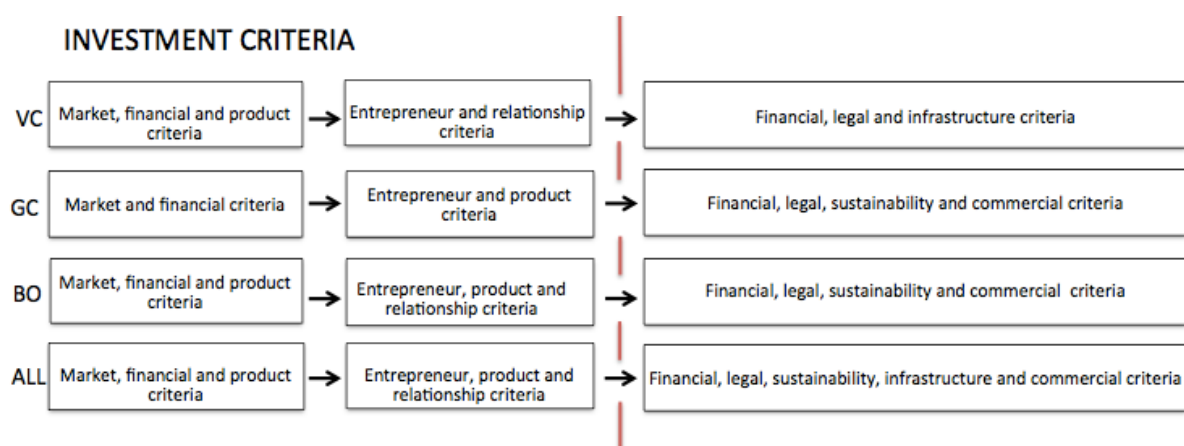 INVESTMENT CRITERIA
VC
Market, financial and product
criteria
Entrepreneur and relationship
criteria
Financial, legal and infrastructure criteria
GC
Market and financial criteria
Entrepreneur and product
criteria
Financial, legal, sustainability and commercial criteria
BO
Market, financial and product
criteria
Entrepreneur, product and
relationship criteria
Financial, legal, sustainability and commercial criteria
ALL
Market, financial and product
criteria
Entrepreneur, product and
relationship criteria
Financial, legal, sustainability, infrastructure and commercial criteria